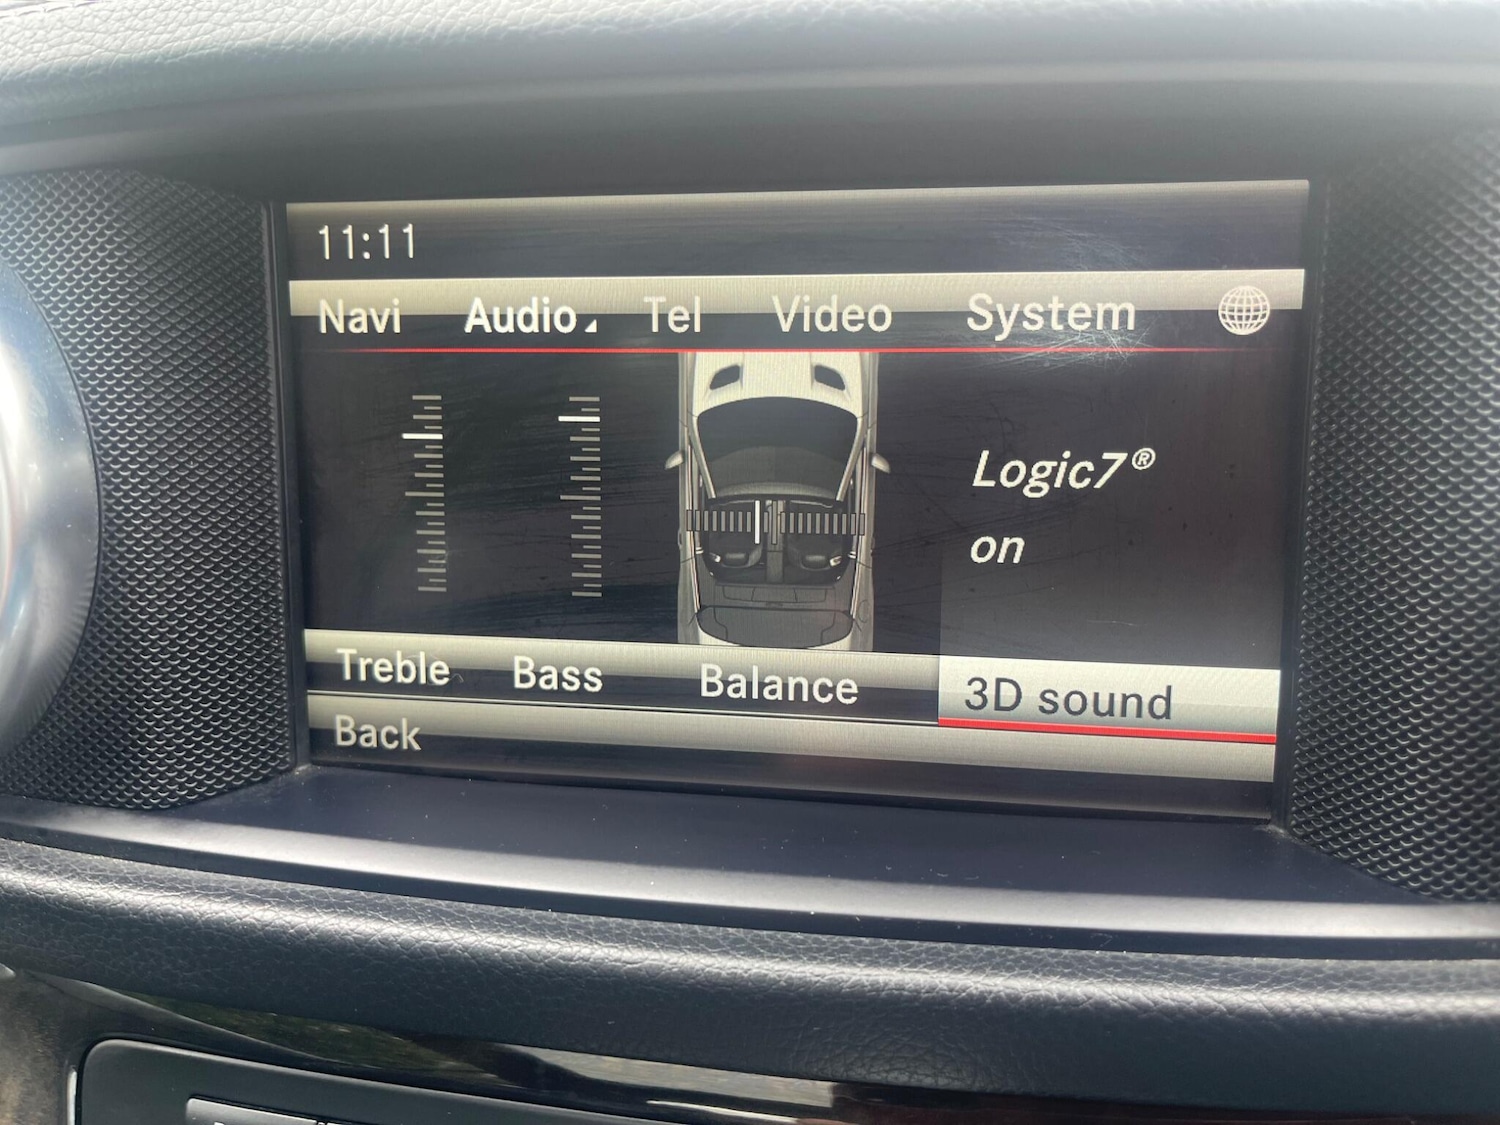 11:11
Navi Audio Tel Video System
Logic7®
on
Treble Bass Balance 3D sound
Back